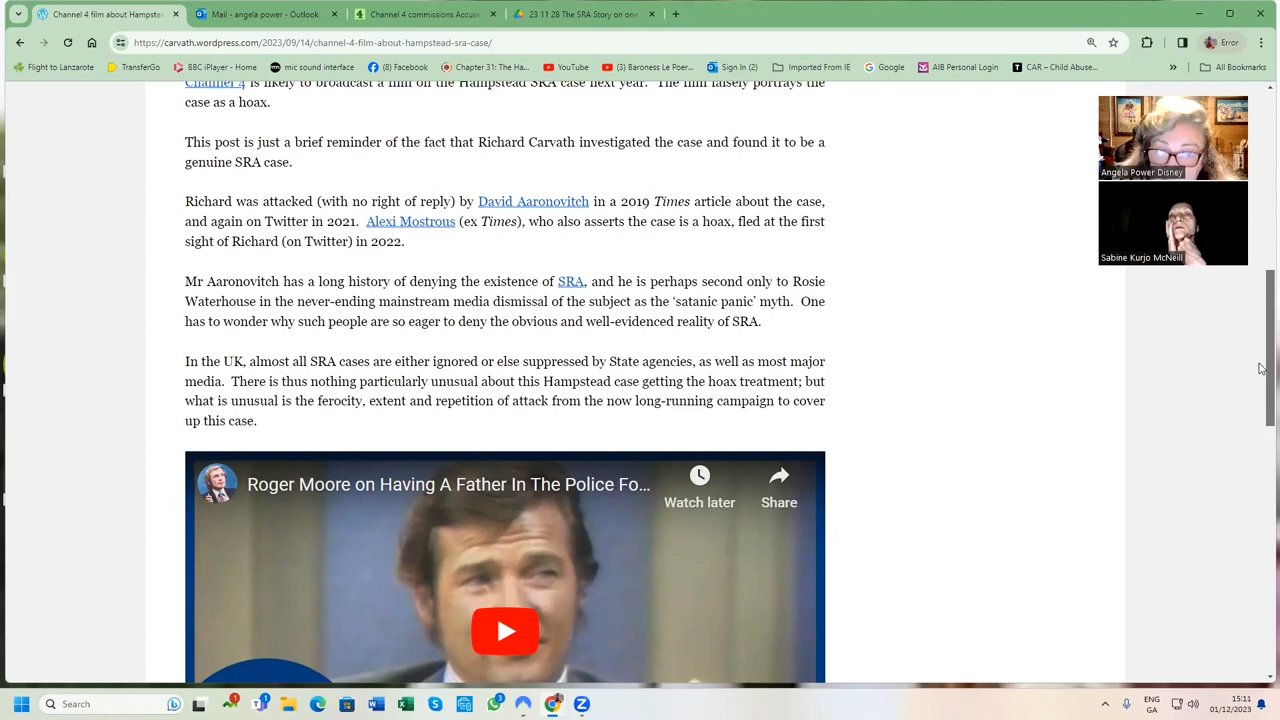 Channel 4 film about Hampste
Mail - angela power - Outlook
Channel 4 commissions Accuse
23 11 28 The SRA Story on one
https://carvath.wordpress.com/2023/09/14/channel-4-film-about-hampstead-sra-case/
Error
Flight to Lanzarote
TransferGo
BBC iPlayer - Home
mic sound interface
(8) Facebook
Chapter 31: The Ha...
YouTube
(3) Baroness Le Poer...
Sign In (2)
Imported From IE
Google
AIB Personal Login
CAR – Child Abuse...
All Bookmarks
Channel 4 is likely to broadcast a film on the Hampstead SRA case next year. The film falsely portrays the
case as a hoax.
This post is just a brief reminder of the fact that Richard Carvath investigated the case and found it to be a
genuine SRA case.
Richard was attacked (with no right of reply) by David Aaronovitch in a 2019 Times article about the case,
and again on Twitter in 2021. Alexi Mostrous (ex Times), who also asserts the case is a hoax, fled at the first
sight of Richard (on Twitter) in 2022.
Mr Aaronovitch has a long history of denying the existence of SRA, and he is perhaps second only to Rosie
Waterhouse in the never-ending mainstream media dismissal of the subject as the ‘satanic panic’ myth. One
has to wonder why such people are so eager to deny the obvious and well-evidenced reality of SRA.
In the UK, almost all SRA cases are either ignored or else suppressed by State agencies, as well as most major
media. There is thus nothing particularly unusual about this Hampstead case getting the hoax treatment; but
what is unusual is the ferocity, extent and repetition of attack from the now long-running campaign to cover
up this case.
Roger Moore on Having A Father In The Police Fo...
Watch later
Share
Angela Power Disney
Sabine Kurjo McNeill
Search
ENG
GA
15:11
01/12/2023